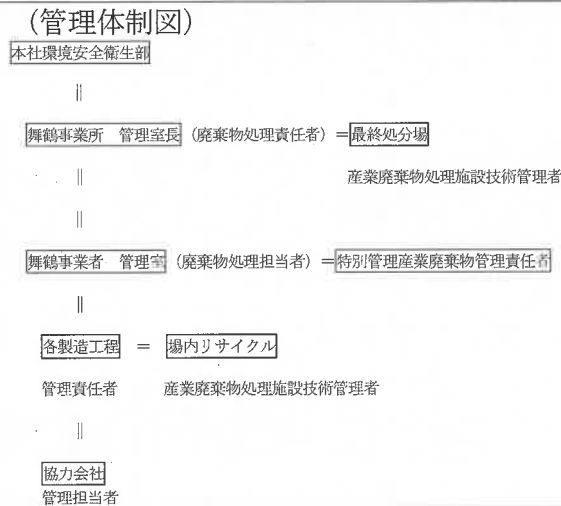 (管理体制図)
本社環境安全衛生部
||
舞鶴事業所 管理室長 (廃棄物処理責任者) = 最終処分場
|| 産業廃棄物処理施設技術管理者
||
舞鶴事業者 管理室 (廃棄物処理担当者) = 特別管理産業廃棄物管理責任者
||
各製造工程 = 場内リサイクル
管理責任者 産業廃棄物処理施設技術管理者
||
協力会社
管理担当者